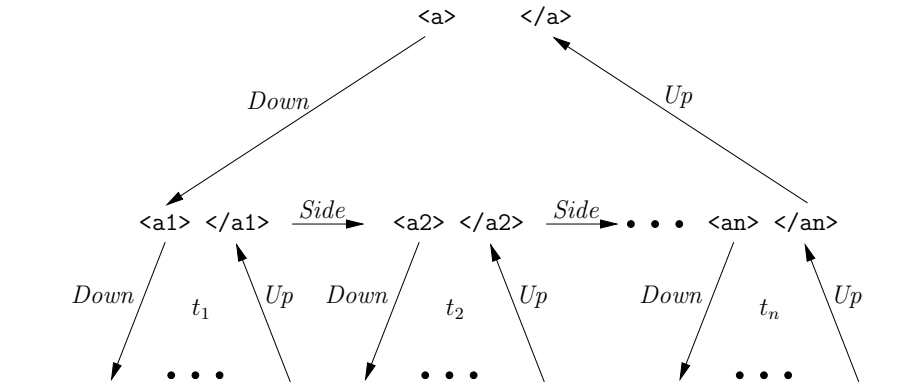 <a> </a>
Down Up
<a1> </a1> Side <a2> </a2> Side <an> </an>
Down t1 Up Down t2 Up Down tn Up